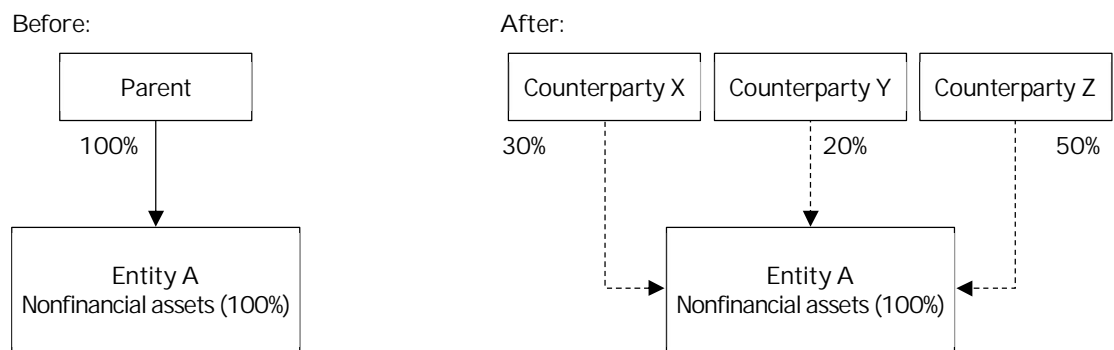 Before:
After:
Parent
Counterparty X
Counterparty Y
Counterparty Z
100%
30%
20%
50%
Entity A
Nonfinancial assets (100%)
Entity A
Nonfinancial assets (100%)